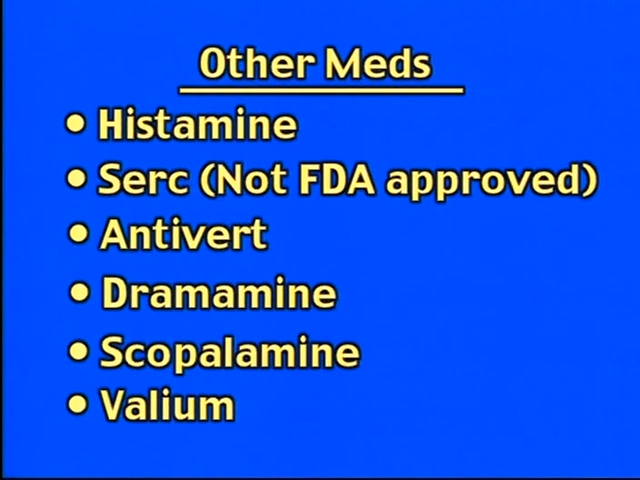 Other Meds
• Histamine
• Serc (Not FDA approved)
• Antivert
• Dramamine
• Scopalamine
• Valium